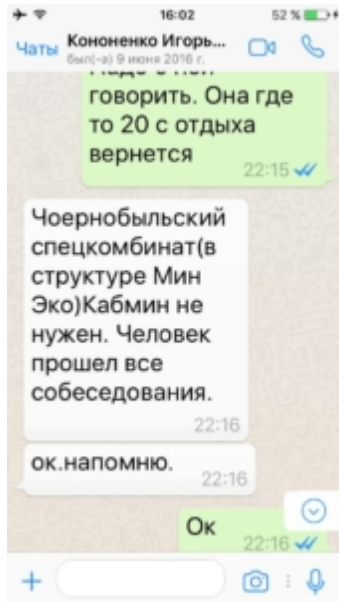 16:02
52 %
Чаты
Кононенко Игорь...
был(-а) 9 июня 2016 г.
говорить. Она где
то 20 с отдыха
вернется
22:15
Чоернобыльский
спецкомбинат(в
структуре Мин
Эко)Кабмин не
нужен. Человек
прошел все
собеседования.
22:16
ок.напомню.
22:16
Ок
22:16